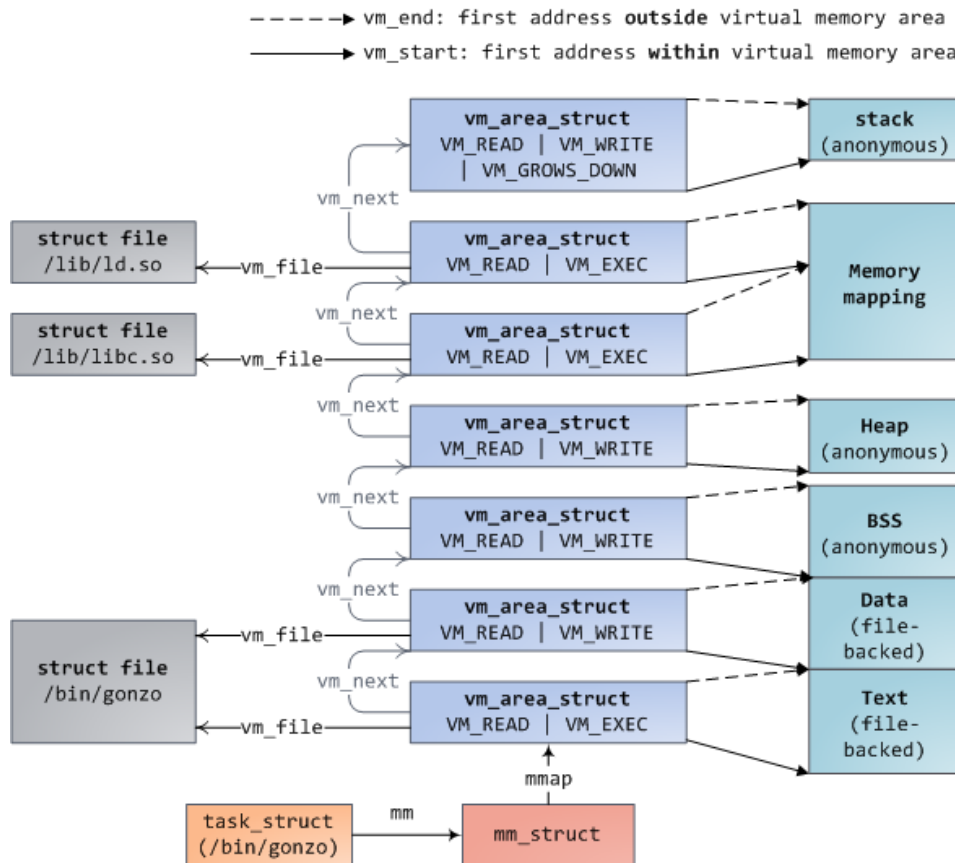 vm_end: first address outside virtual memory area
vm_start: first address within virtual memory area
vm_area_struct
VM_READ | VM_WRITE
| VM_GROWS_DOWN
stack
(anonymous)
vm_next
struct file
/lib/ld.so
vm_file
vm_area_struct
VM_READ | VM_EXEC
Memory
mapping
vm_next
struct file
/lib/libc.so
vm_file
vm_area_struct
VM_READ | VM_EXEC
vm_next
vm_area_struct
VM_READ | VM_WRITE
Heap
(anonymous)
vm_next
vm_area_struct
VM_READ | VM_WRITE
BSS
(anonymous)
vm_next
vm_file
vm_area_struct
VM_READ | VM_WRITE
Data
(file-
backed)
struct file
/bin/gonzo
vm_next
vm_file
vm_area_struct
VM_READ | VM_EXEC
Text
(file-
backed)
mmap
task_struct
(/bin/gonzo)
mm
mm_struct